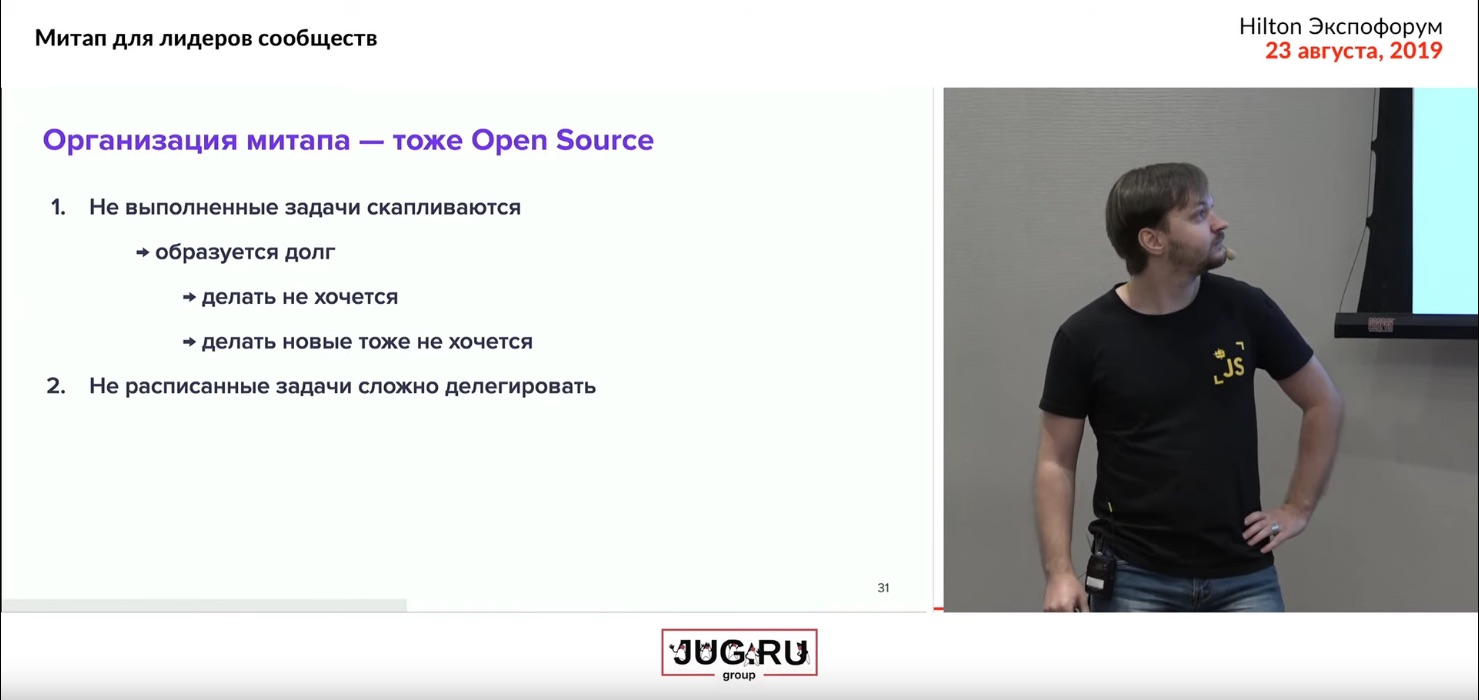 Митап для лидеров сообществ
Hilton Экспофорум
23 августа, 2019
Организация митапа — тоже Open Source
1. Не выполненные задачи скапливаются
➔ образуется долг
➔ делать не хочется
➔ делать новые тоже не хочется
2. Не расписанные задачи сложно делегировать
31
JS
JUG.RU
group